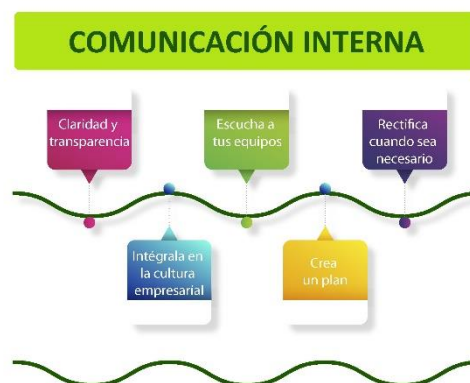 COMUNICACIÓN INTERNA
Claridad y
transparencia
Intégrala en
la cultura
empresarial
Escucha a
tus equipos
Crea
un plan
Rectifica
cuando sea
necesario